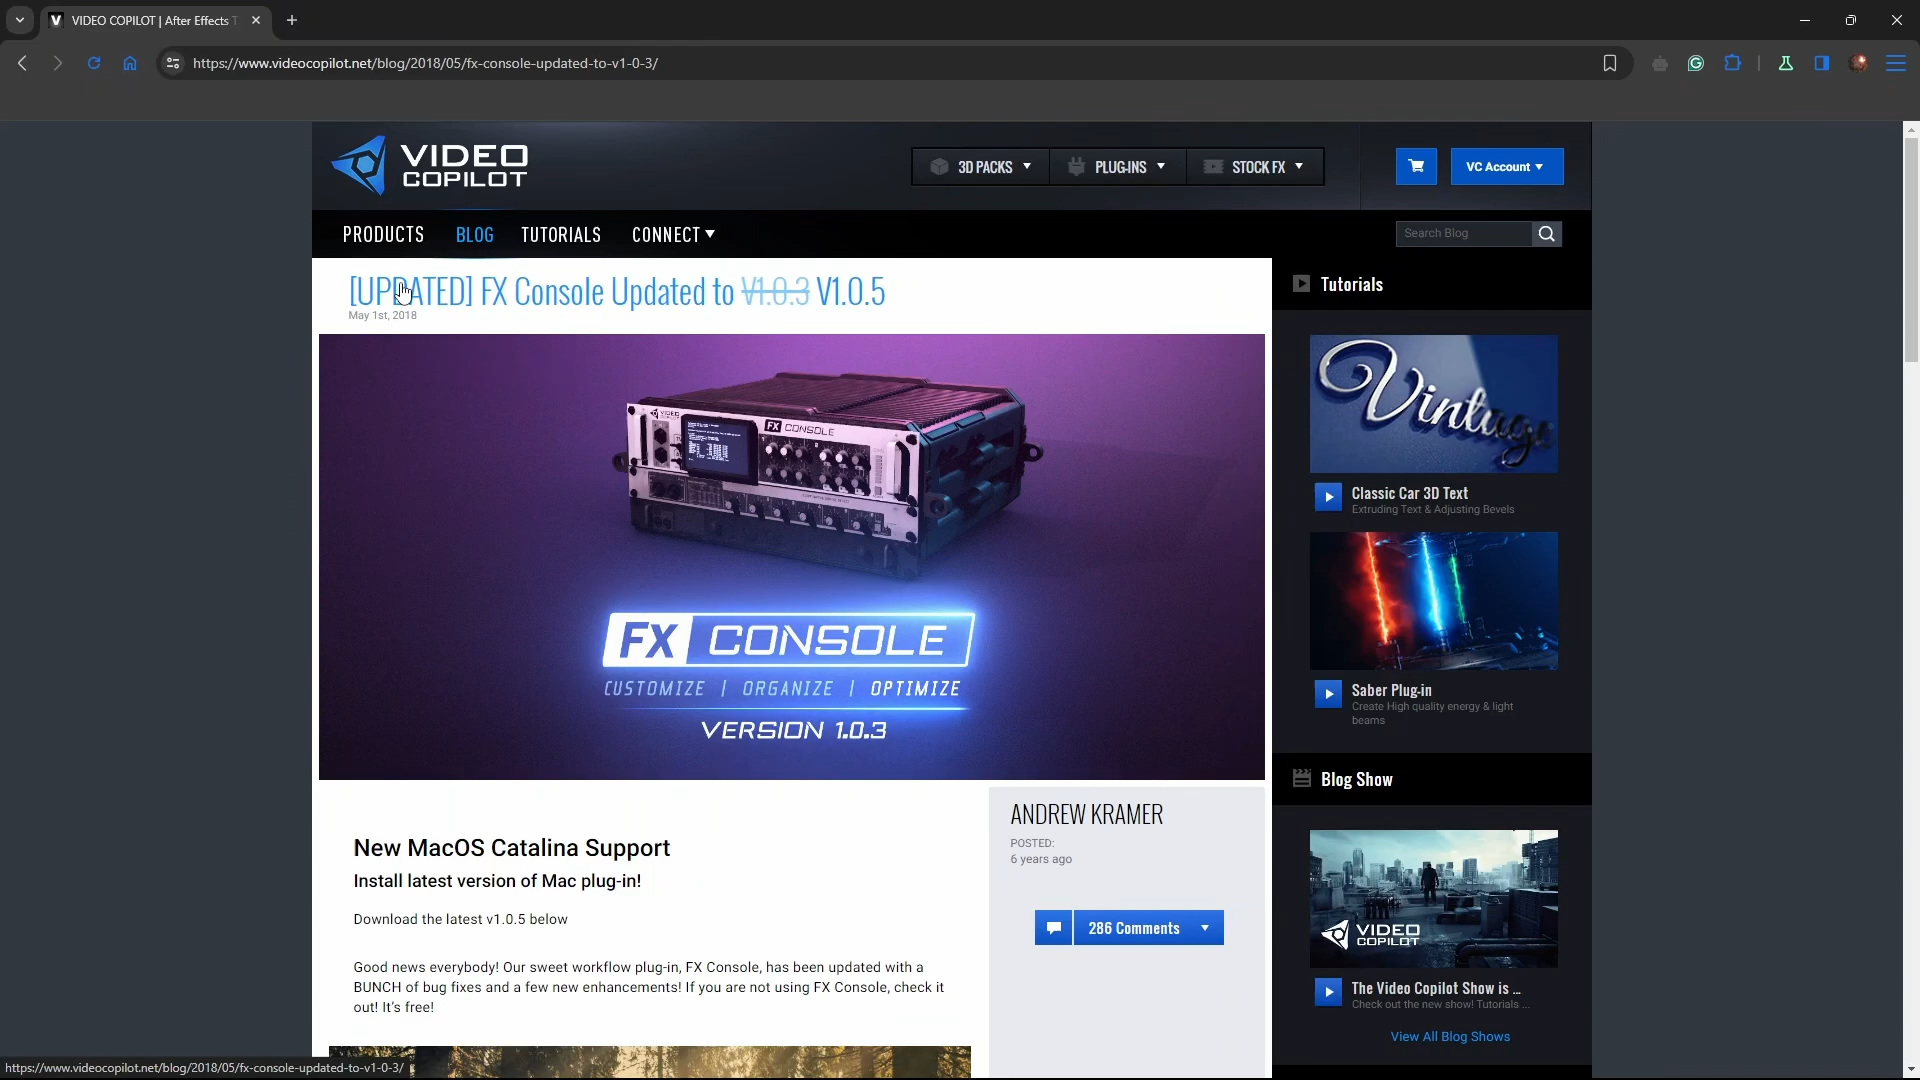 VIDEO COPILOT | After Effects T
https://www.videocopilot.net/blog/2018/05/fx-console-updated-to-v1-0-3/
VIDEO
COPILOT
3D PACKS
PLUG-INS
STOCK FX
VC Account
PRODUCTS
BLOG
TUTORIALS
CONNECT
Search Blog
[UPDATED] FX Console Updated to V1.0.3 V1.0.5
May 1st, 2018
VIDEO
FX CONSOLE
FX CONSOLE
CUSTOMIZE | ORGANIZE | OPTIMIZE
VERSION 1.0.3
New MacOS Catalina Support
Install latest version of Mac plug-in!
Download the latest v1.0.5 below
Good news everybody! Our sweet workflow plug-in, FX Console, has been updated with a
BUNCH of bug fixes and a few new enhancements! If you are not using FX Console, check it
out! It's free!
ANDREW KRAMER
POSTED:
6 years ago
286 Comments
Tutorials
Vintage
Classic Car 3D Text
Extruding Text & Adjusting Bevels
Saber Plug-in
Create High quality energy & light
beams
Blog Show
VIDEO
COPILOT
The Video Copilot Show is ...
Check out the new show! Tutorials ...
View All Blog Shows
https://www.videocopilot.net/blog/2018/05/fx-console-updated-to-v1-0-3/